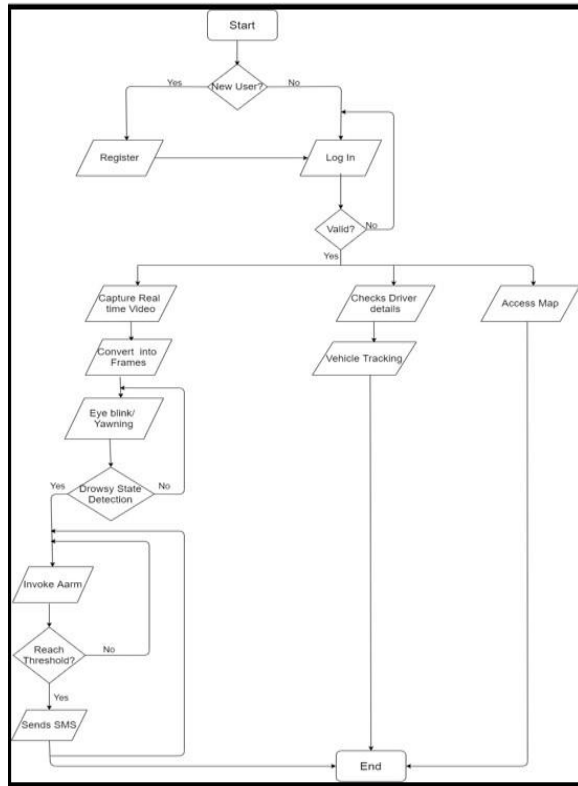 Start
Yes
New User?
No
Register
Log In
Valid?
No
Yes
Capture Real
time Video
Checks Driver
details
Access Map
Convert into
Frames
Vehicle Tracking
Eye blink/
Yawning
Yes
Drowsy State
Detection
No
Invoke Aarm
Reach
Threshold?
No
Yes
Sends SMS
End